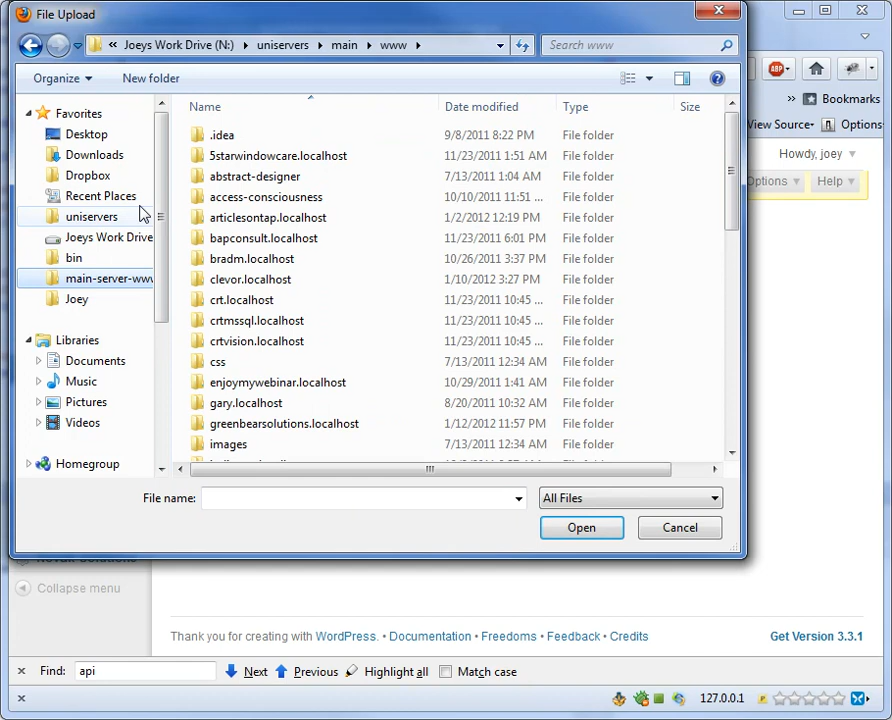 File Upload
« Joeys Work Drive (N:) uniservers main www
Search www
Organize
New folder
Favorites
Desktop
Downloads
Dropbox
Recent Places
uniservers
Joeys Work Drive
bin
main-server-www
Joey
Libraries
Documents
Music
Pictures
Videos
Homegroup
Name Date modified Type Size
.idea 9/8/2011 8:22 PM File folder
5starwindowcare.localhost 11/23/2011 1:51 AM File folder
abstract-designer 7/13/2011 1:04 AM File folder
access-consciousness 10/10/2011 11:51 ... File folder
articlesontap.localhost 1/2/2012 12:19 PM File folder
bapconsult.localhost 11/23/2011 6:01 PM File folder
bradm.localhost 10/26/2011 3:37 PM File folder
clevor.localhost 1/10/2012 3:27 PM File folder
crt.localhost 11/23/2011 10:45 ... File folder
crtmssql.localhost 11/23/2011 10:45 ... File folder
crtvision.localhost 11/23/2011 10:45 ... File folder
css 7/13/2011 12:34 AM File folder
enjoymywebinar.localhost 10/29/2011 1:41 AM File folder
gary.localhost 8/20/2011 10:32 AM File folder
greenbearsolutions.localhost 1/12/2012 11:57 PM File folder
images 7/13/2011 12:34 AM File folder
File name:
All Files
Open
Cancel
ABP
» Bookmarks
View Source
Options
Howdy, joey
Options
Help
Collapse menu
Thank you for creating with WordPress. • Documentation • Freedoms • Feedback • Credits
Get Version 3.3.1
Find: api Next Previous Highlight all Match case
127.0.0.1